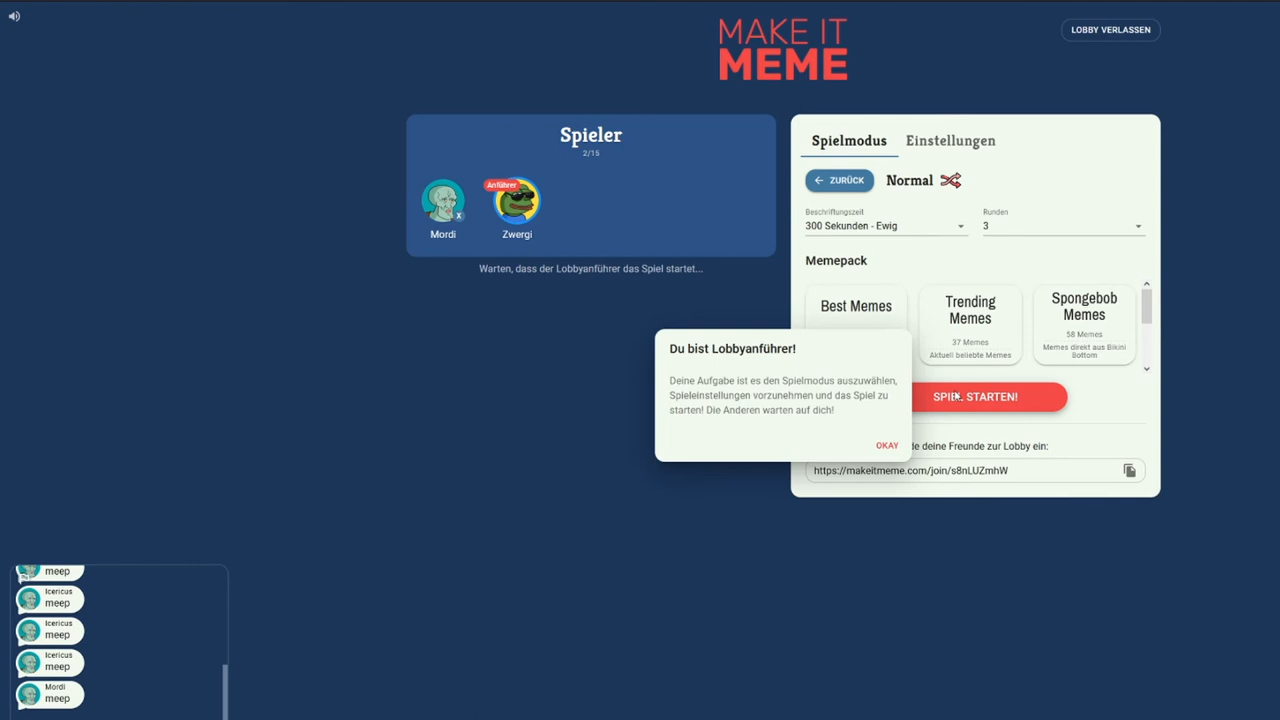 MAKE IT
MEME
LOBBY VERLASSEN
Spieler
2/15
Anführer
x
Mordi
Zwergi
Warten, dass der Lobbyanführer das Spiel startet...
Spielmodus
Einstellungen
ZURÜCK
Normal
Beschriftungszeit
300 Sekunden - Ewig
Runden
3
Memepack
Best Memes
Trending
Memes
37 Memes
Aktuell beliebte Memes
Spongebob
Memes
58 Memes
Memes direkt aus Bikini
Bottom
Du bist Lobbyanführer!
Deine Aufgabe ist es den Spielmodus auszuwählen,
Spieleinstellungen vorzunehmen und das Spiel zu
starten! Die Anderen warten auf dich!
OKAY
SPIEL STARTEN!
de deine Freunde zur Lobby ein:
https://makeitmeme.com/join/s8nLUZmhW
meep
Icericus
meep
Icericus
meep
Icericus
meep
Mordi
meep